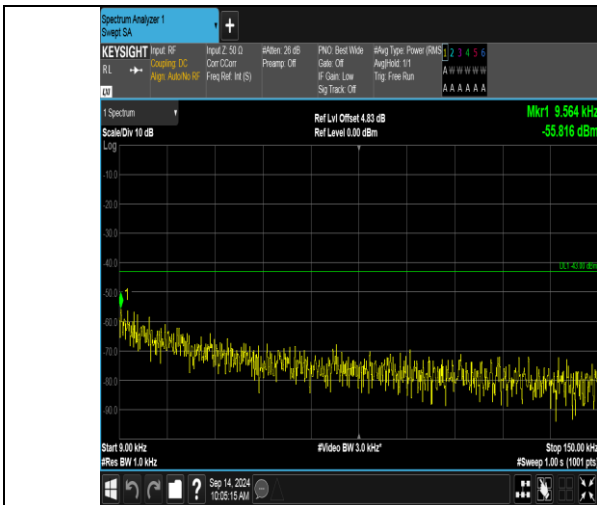 Spectrum Analyzer 1
Swept SA
+
KEYSIGHT Input: RF Input Z: 50 Ω #Atten: 26 dB PNO: Best Wide #Avg Type: Power (RMS 1 2 3 4 5 6
RL Coupling: DC Corr CCorr Preamp: Off Gate: Off Avg|Hold: 1/1 A W W W W W
Align: Auto/No RF Freq Ref: Int (S) IF Gain: Low Trig: Free Run
LXI Sig Track: Off A A A A A A
1 Spectrum Ref Lvl Offset 4.83 dB Mkr1 9.564 kHz
Scale/Div 10 dB Ref Level 0.00 dBm -55.816 dBm
Log
-10.0
-20.0
-30.0
-40.0
DL1 -43.00 dBm
-50.0
1
-60.0
-70.0
-80.0
-90.0
Start 9.00 kHz #Video BW 3.0 kHz* Stop 150.00 kHz
#Res BW 1.0 kHz #Sweep 1.00 s (1001 pts)
? Sep 14, 2024
10:05:15 AM